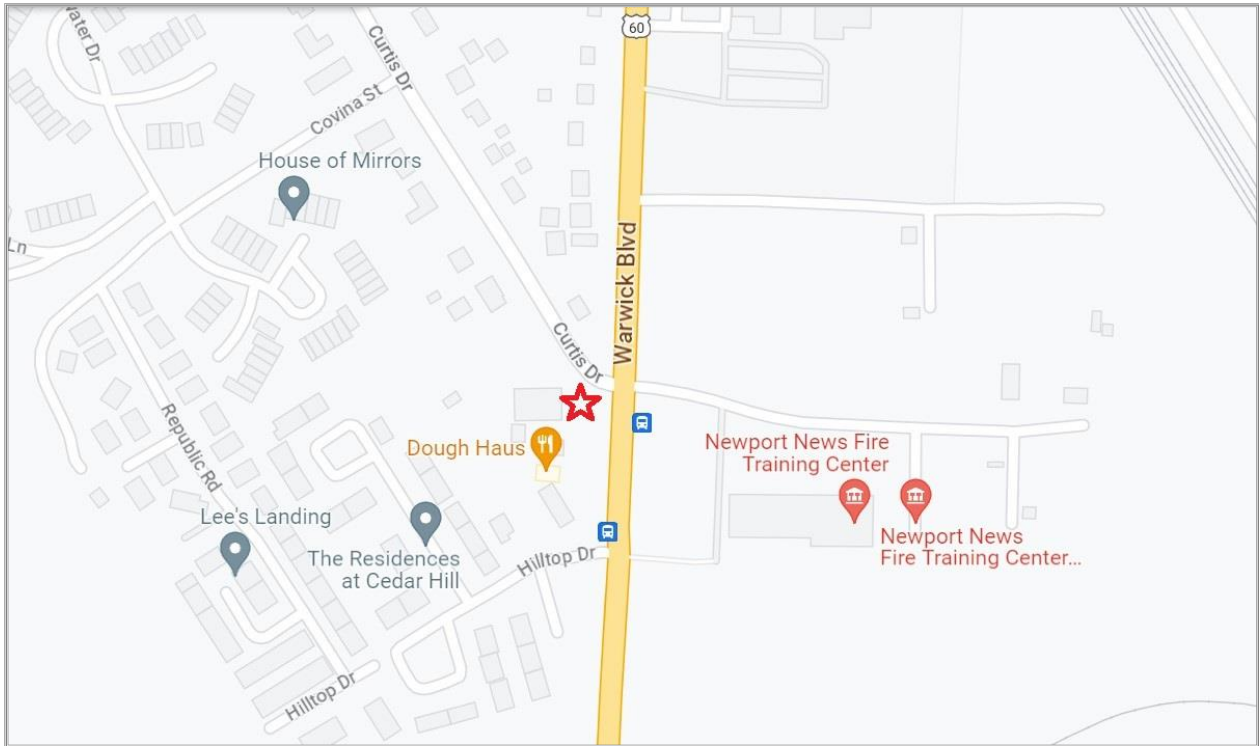 60
Water Dr
Curtis Dr
Covina St
House of Mirrors
Ln
Warwick Blvd
Curtis Dr
Republic Rd
Dough Haus
Newport News Fire
Training Center
Lee's Landing
The Residences
at Cedar Hill
Hilltop Dr
Newport News
Fire Training Center...
Hilltop Dr